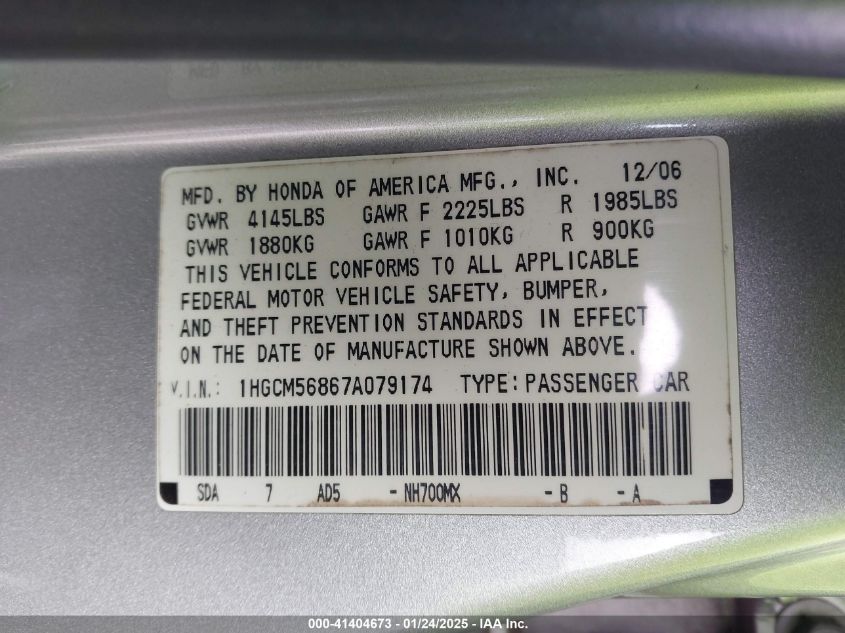 MFD. BY HONDA OF AMERICA MFG., INC. 12/06
GVWR 4145LBS GAWR F 2225LBS R 1985LBS
GVWR 1880KG GAWR F 1010KG R 900KG
THIS VEHICLE CONFORMS TO ALL APPLICABLE
FEDERAL MOTOR VEHICLE SAFETY, BUMPER,
AND THEFT PREVENTION STANDARDS IN EFFECT
ON THE DATE OF MANUFACTURE SHOWN ABOVE.
V.I.N.: 1HGCM56867A079174 TYPE: PASSENGER CAR
SDA 7 AD5 - NH700MX - B - A
000-41404673 - 01/24/2025 - IAA Inc.